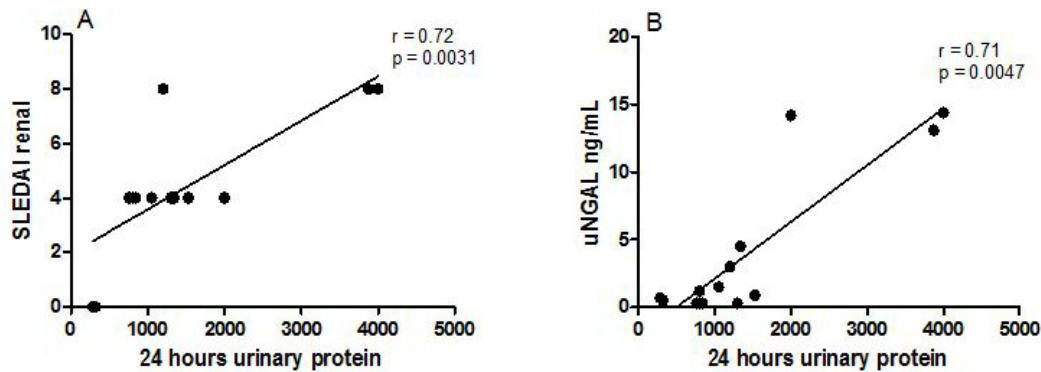 A
r = 0.72
p = 0.0031
SLEDAI renal
10
8
6
4
2
0
0 1000 2000 3000 4000 5000
24 hours urinary protein
B
r = 0.71
p = 0.0047
uNGAL ng/mL
20
15
10
5
0
0 1000 2000 3000 4000 5000
24 hours urinary protein